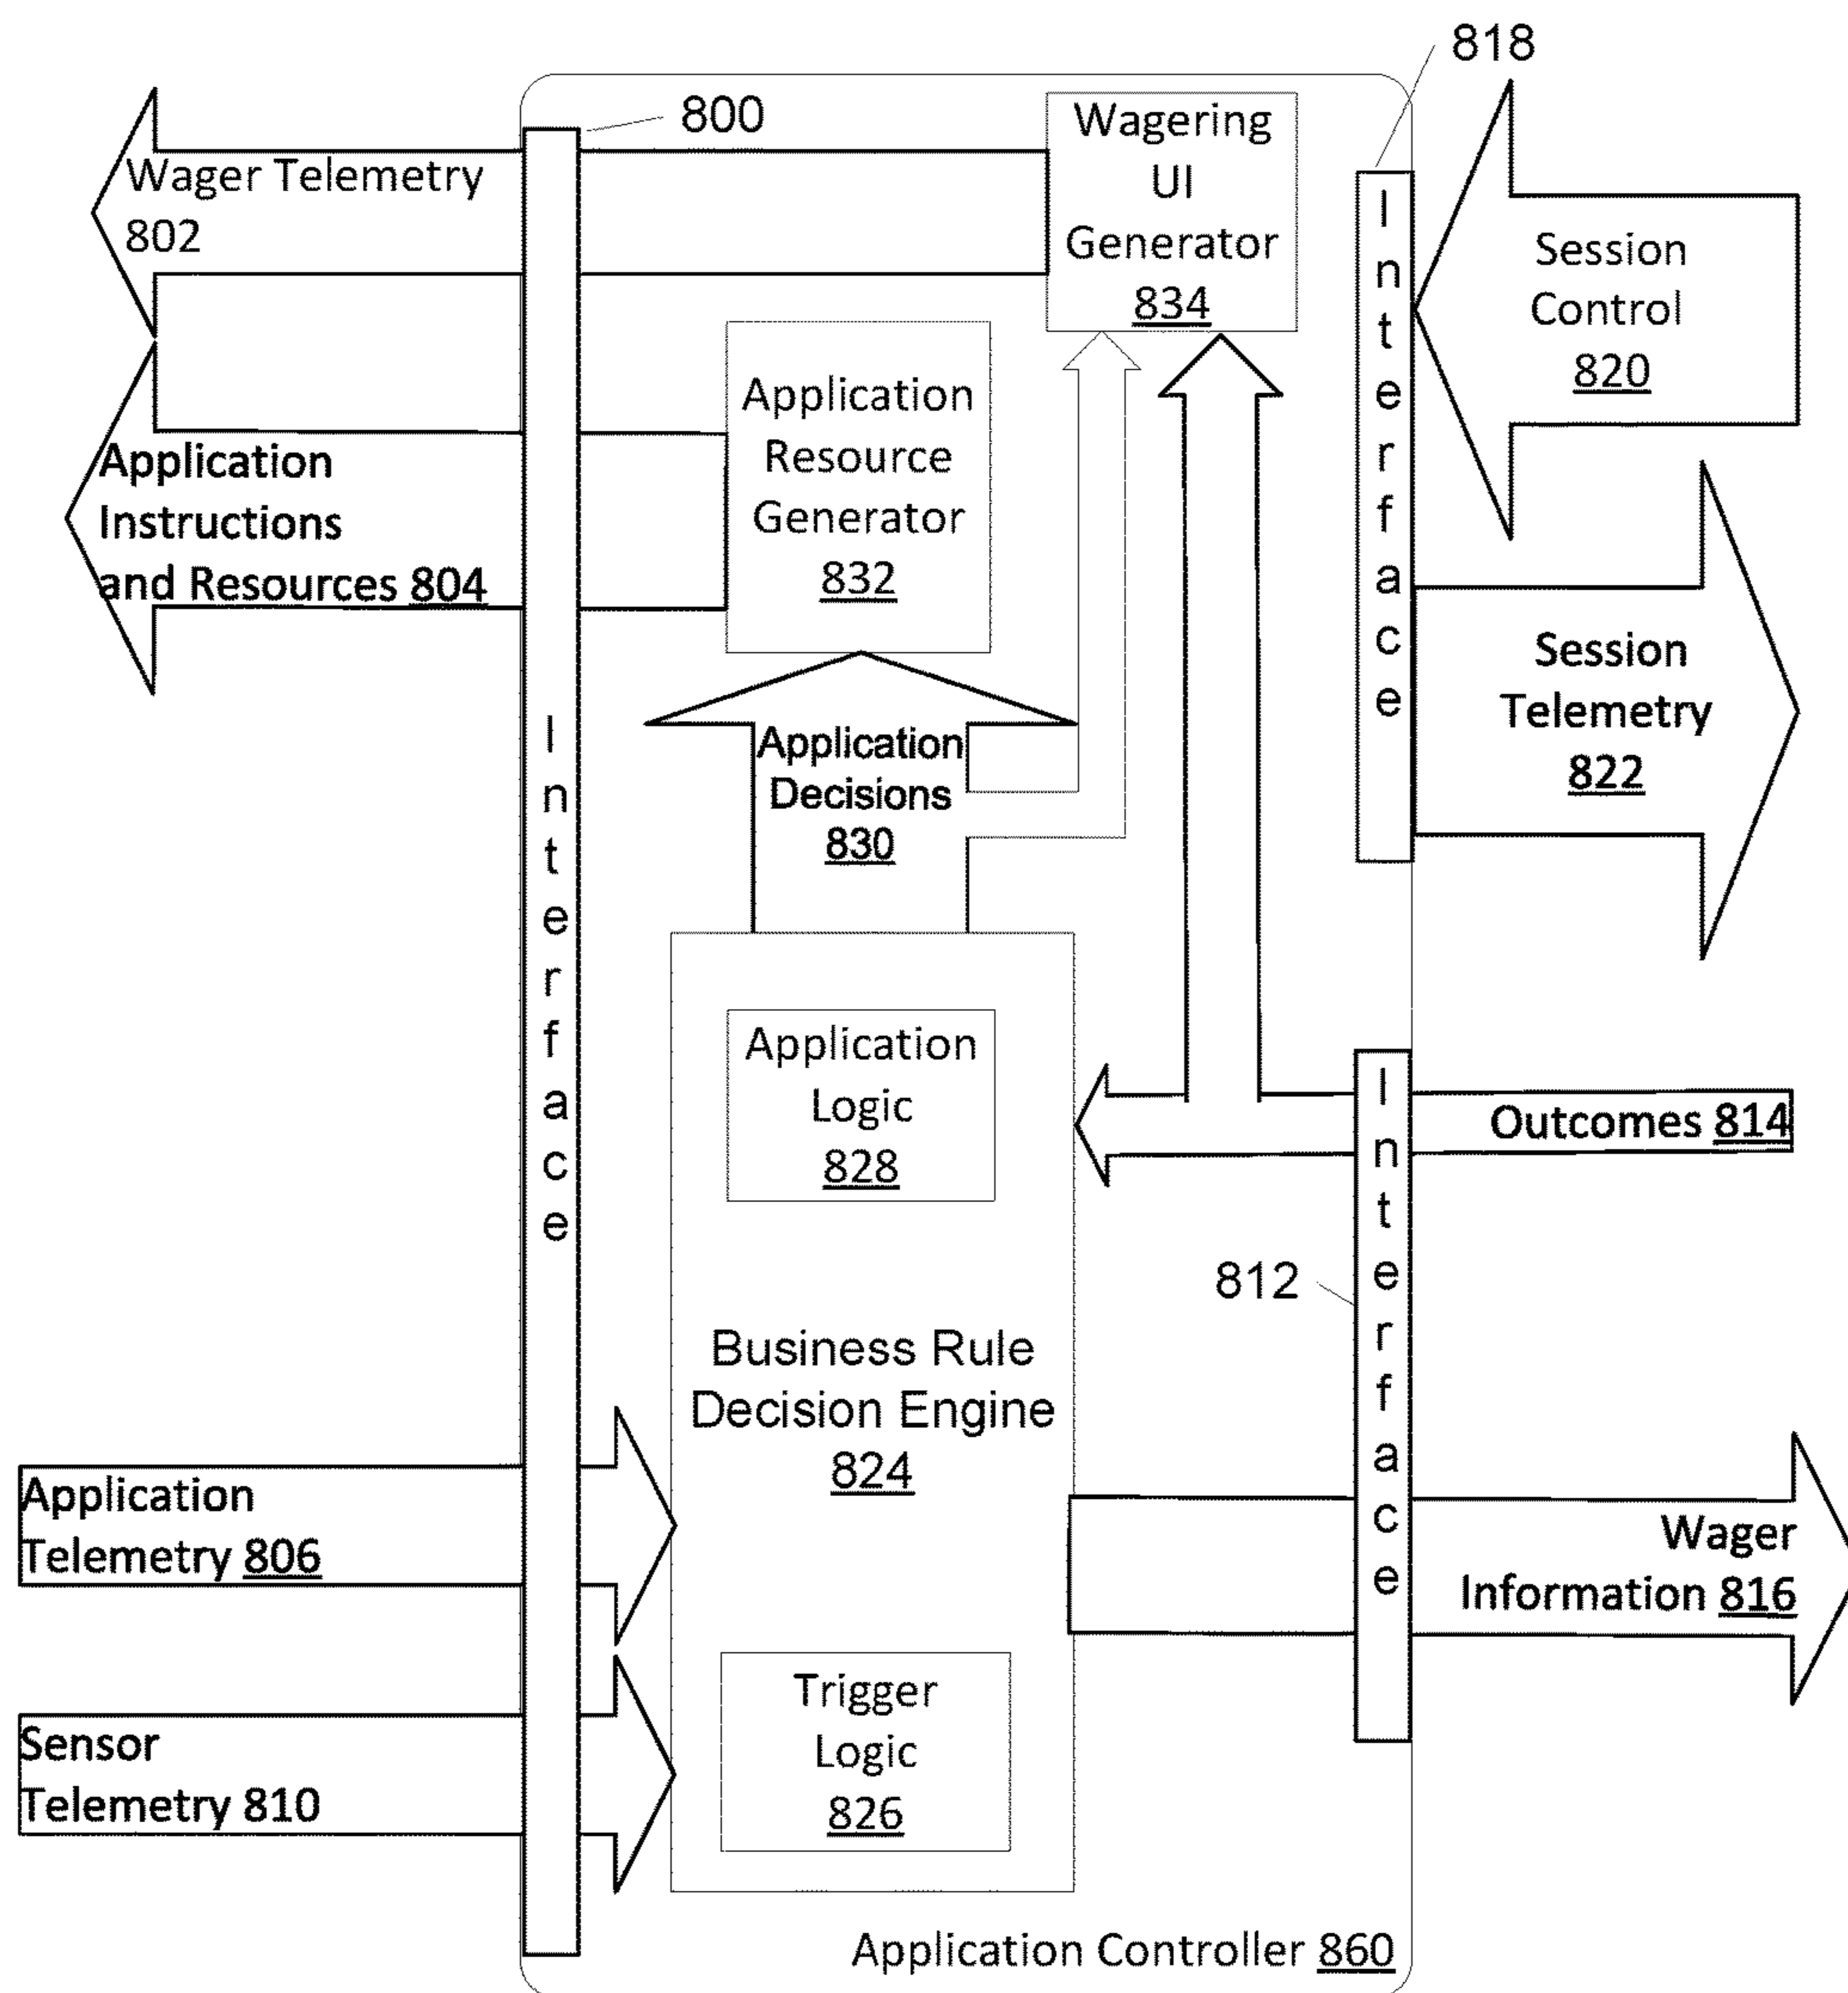 818
800
Wager Telemetry
802
Wagering
UI
Generator
834
Interface
Session
Control
820
Application
Resource
Generator
832
Application
Instructions
and Resources 804
Session
Telemetry
822
Interface
Application
Decisions
830
Application
Logic
828
Interface
Outcomes 814
812
Business Rule
Decision Engine
824
Application
Telemetry 806
Wager
Information 816
Trigger
Logic
826
Sensor
Telemetry 810
Application Controller 860